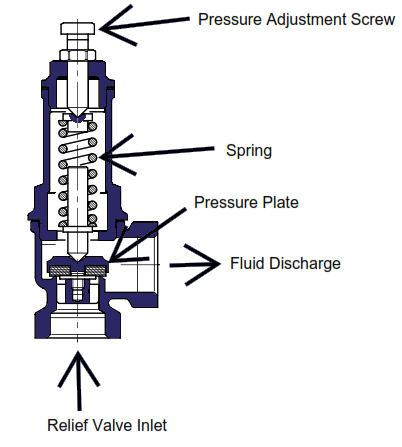 Pressure Adjustment Screw
Spring
Pressure Plate
Fluid Discharge
Relief Valve Inlet